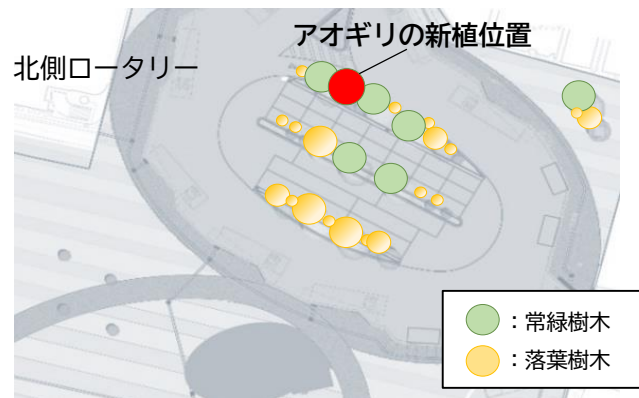 アオギリの新植位置
北側ロータリー
：常緑樹木
：落葉樹木